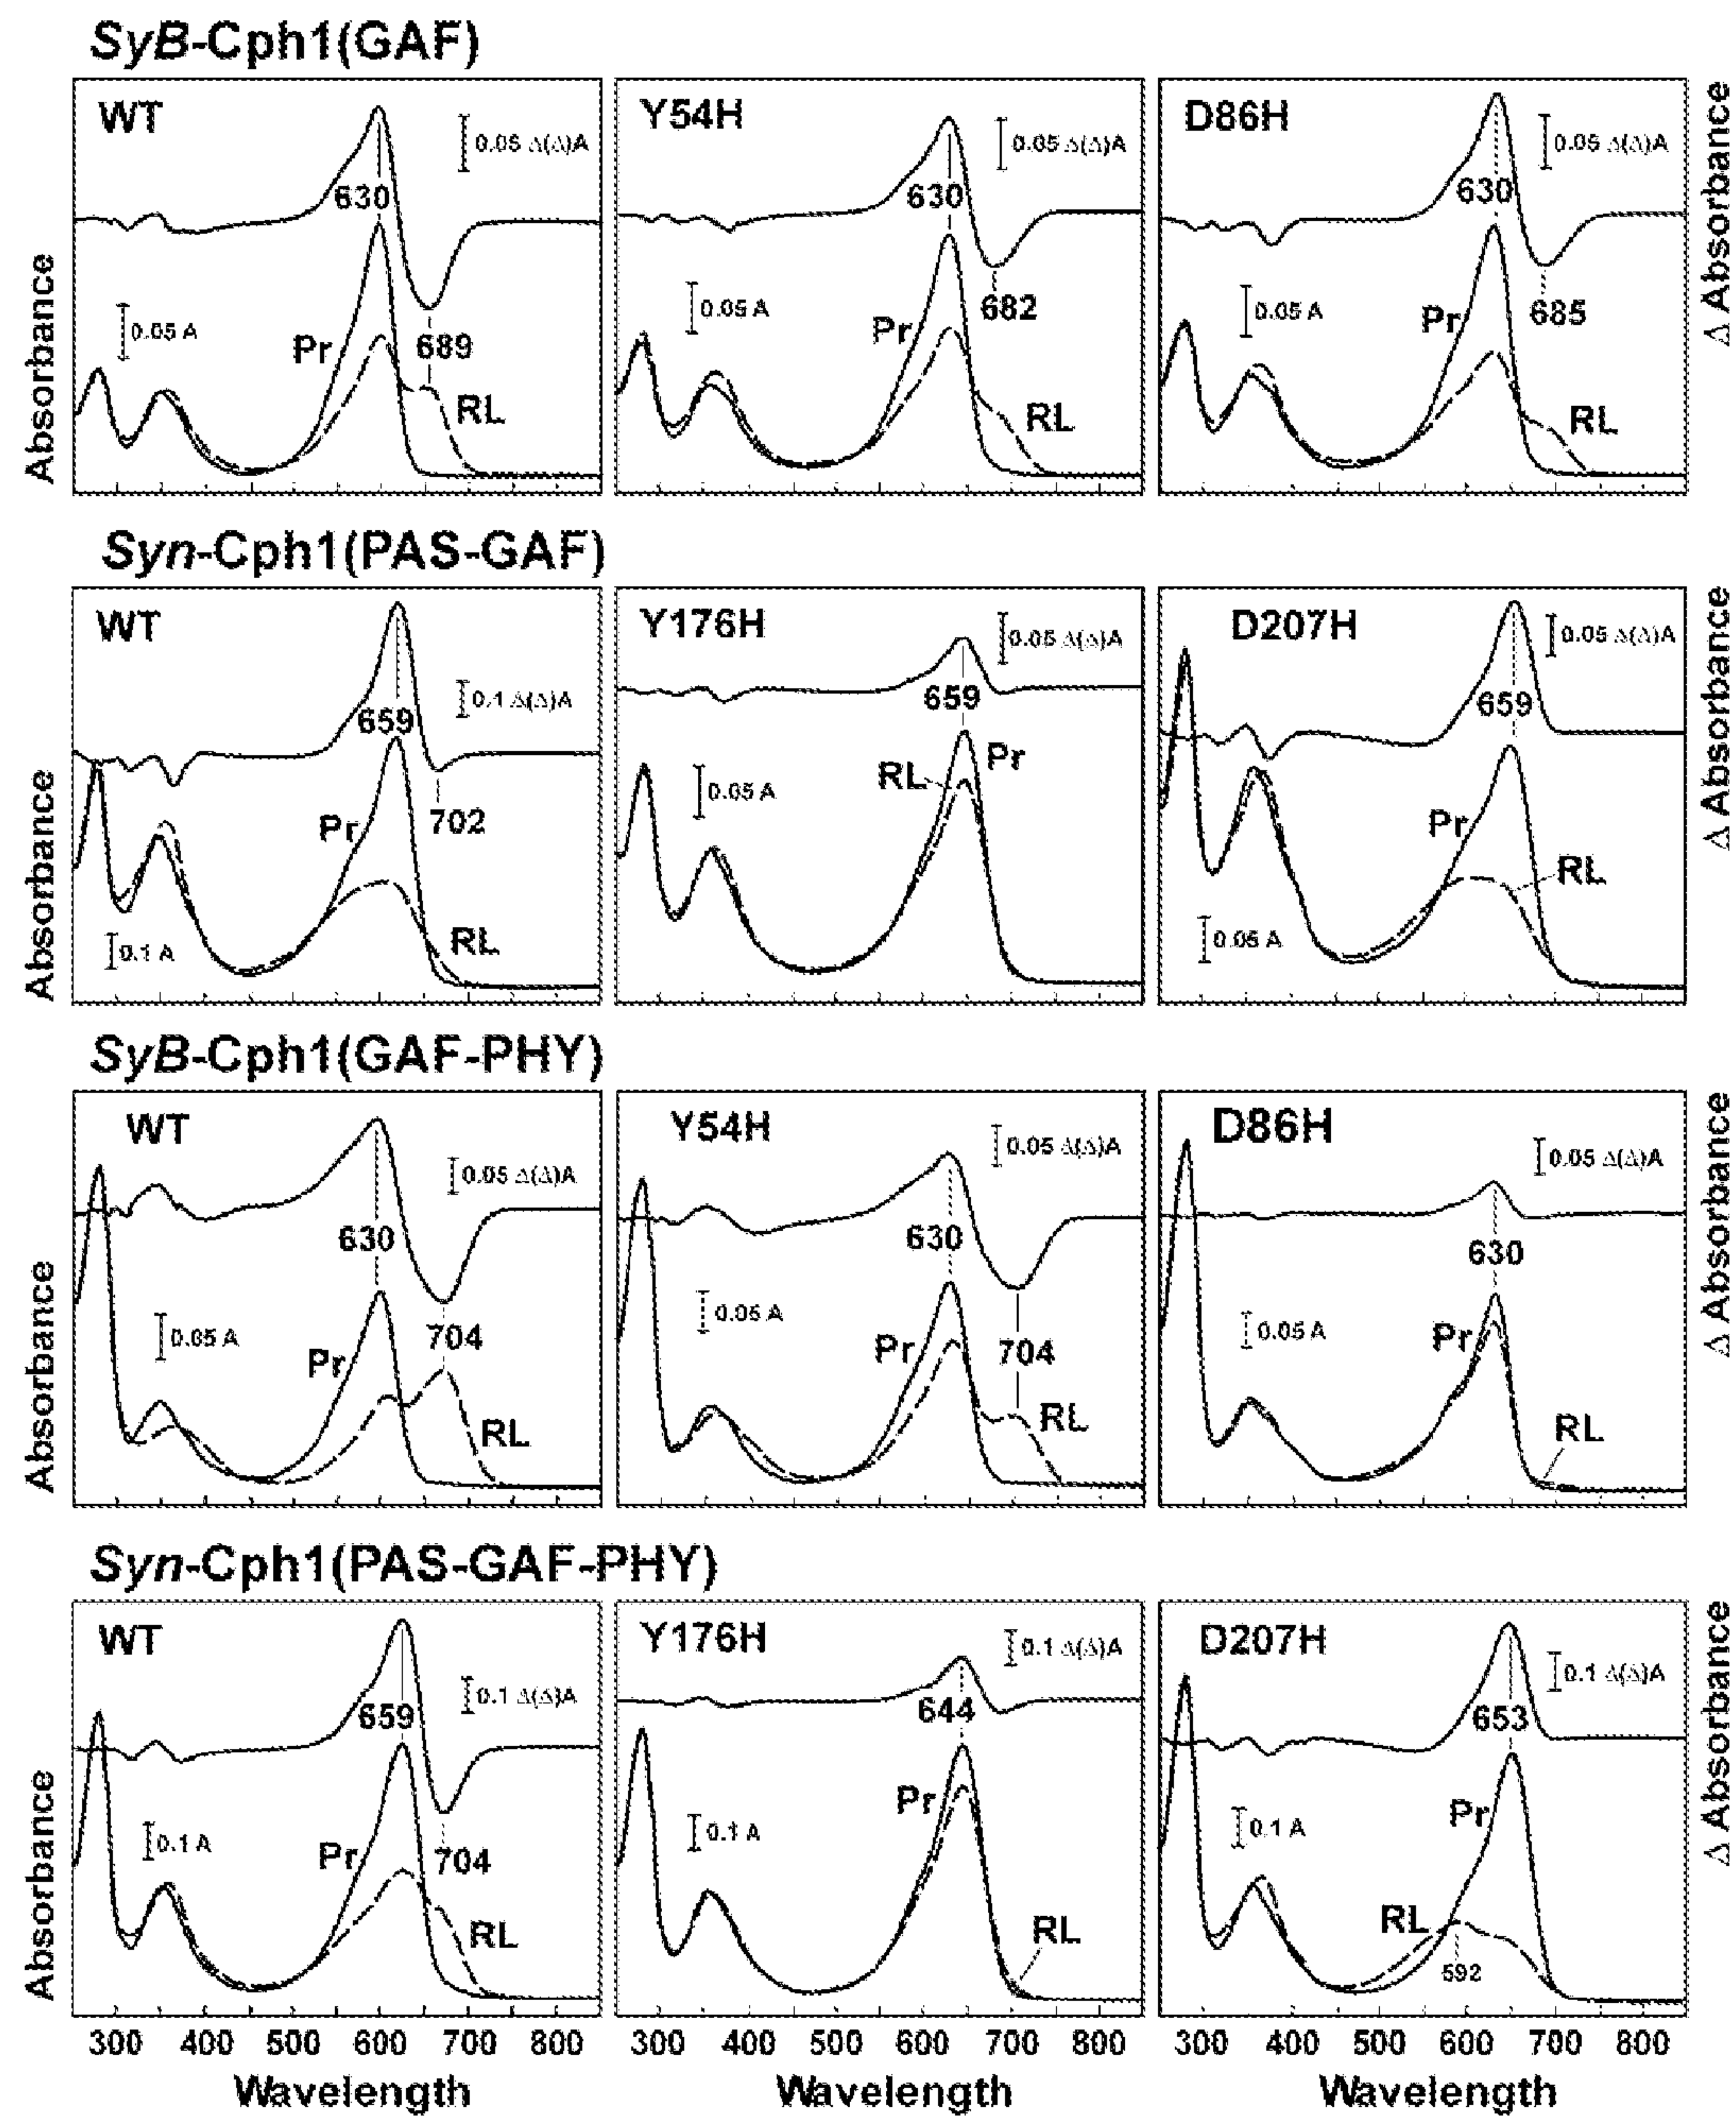 SyB-Cph1(GAF)
WT
0.05 Δ(Δ)A
630
0.05 A
Pr
689
RL
Y54H
0.05 Δ(Δ)A
630
0.05 A
Pr
682
RL
D86H
0.05 Δ(Δ)A
630
0.05 A
Pr
685
RL
Absorbance
Δ Absorbance
Syn-Cph1(PAS-GAF)
WT
0.1 Δ(Δ)A
659
Pr
702
RL
0.1 A
Y176H
0.05 Δ(Δ)A
659
RL
Pr
0.05 A
D207H
0.05 Δ(Δ)A
659
Pr
RL
0.05 A
Absorbance
Δ Absorbance
SyB-Cph1(GAF-PHY)
WT
0.05 Δ(Δ)A
630
0.05 A
704
Pr
RL
Y54H
0.05 Δ(Δ)A
630
0.05 A
Pr
704
RL
D86H
0.05 Δ(Δ)A
630
0.05 A
Pr
RL
Absorbance
Δ Absorbance
Syn-Cph1(PAS-GAF-PHY)
WT
0.1 Δ(Δ)A
659
0.1 A
Pr
704
RL
Y176H
0.1 Δ(Δ)A
644
Pr
0.1 A
RL
D207H
0.1 Δ(Δ)A
653
Pr
0.1 A
RL
592
Absorbance
Δ Absorbance
300 400 500 600 700 800
300 400 500 600 700 800
300 400 500 600 700 800
Wavelength
Wavelength
Wavelength